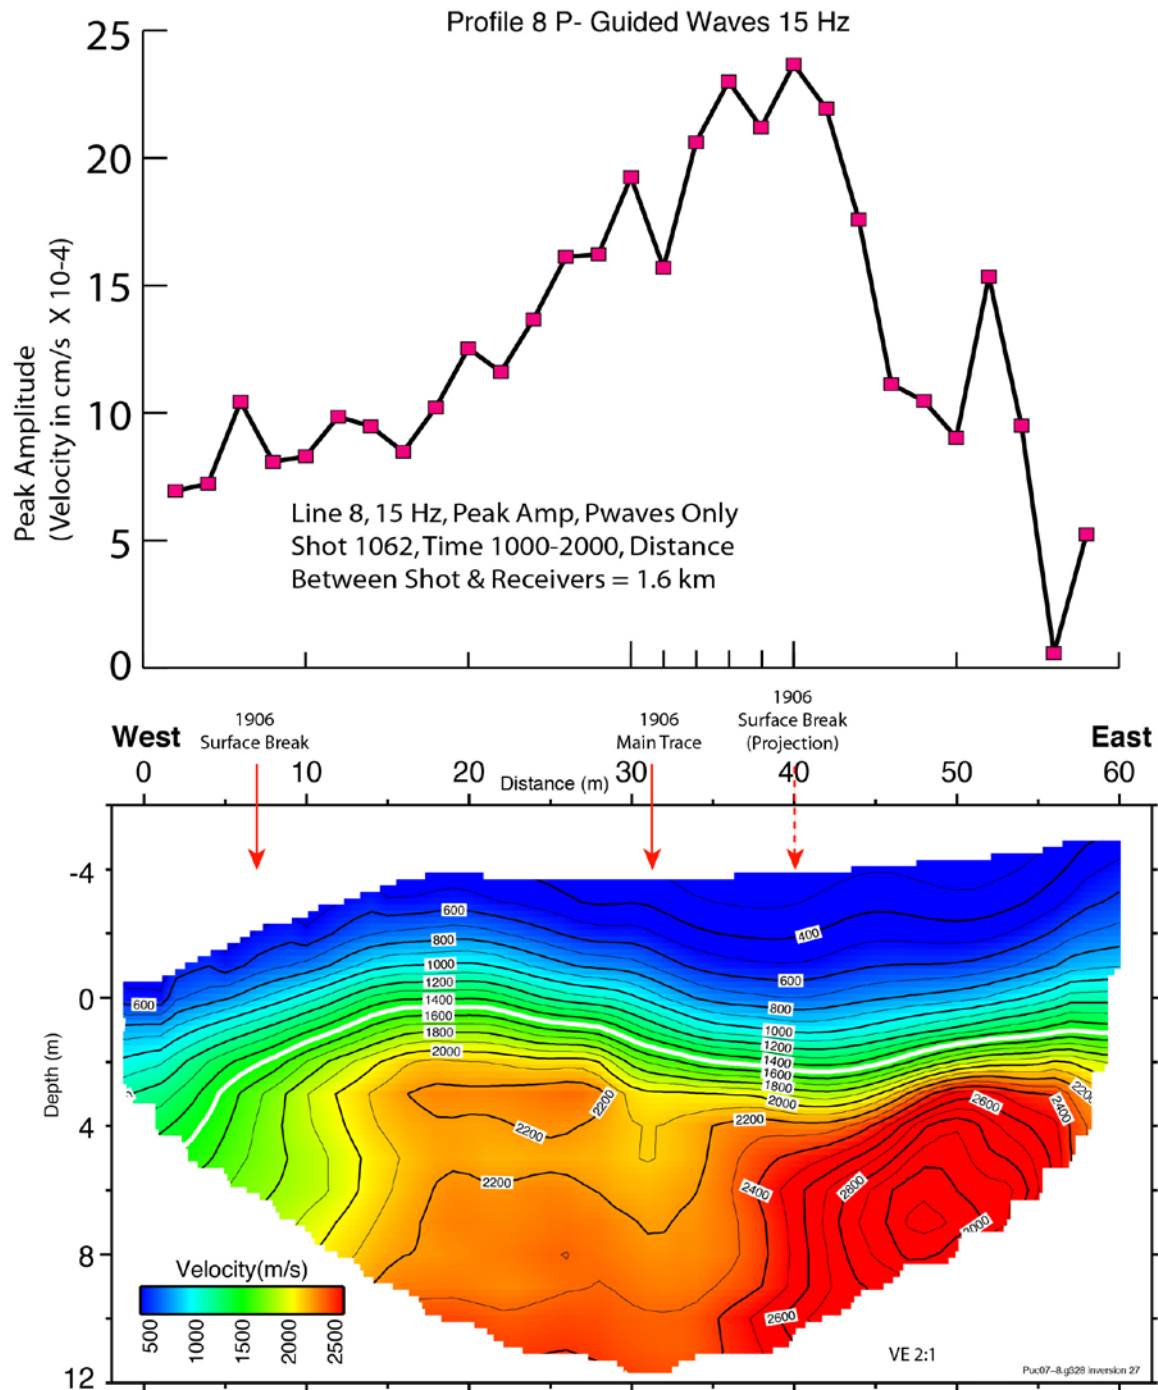 Profile 8 P- Guided Waves 15 Hz
25
20
15
10
5
0
Peak Amplitude
(Velocity in cm/s X 10-4)
Line 8, 15 Hz, Peak Amp, Pwaves Only
Shot 1062, Time 1000-2000, Distance
Between Shot & Receivers = 1.6 km
1906
Surface Break
1906
Main Trace
1906
Surface Break
(Projection)
West
East
0 10 20 30 40 50 60
Distance (m)
-4
0
4
8
12
Depth (m)
600
800
1000
1200
1400
1600
1800
2000
600
2200
2200
2200
400
600
800
1000
1200
1400
1600
1800
2000
2200
2400
2600
2800
2600
2400
2200
3000
Velocity(m/s)
500
1000
1500
2000
2500
VE 2:1
Puc07-8.g328 inversion 27